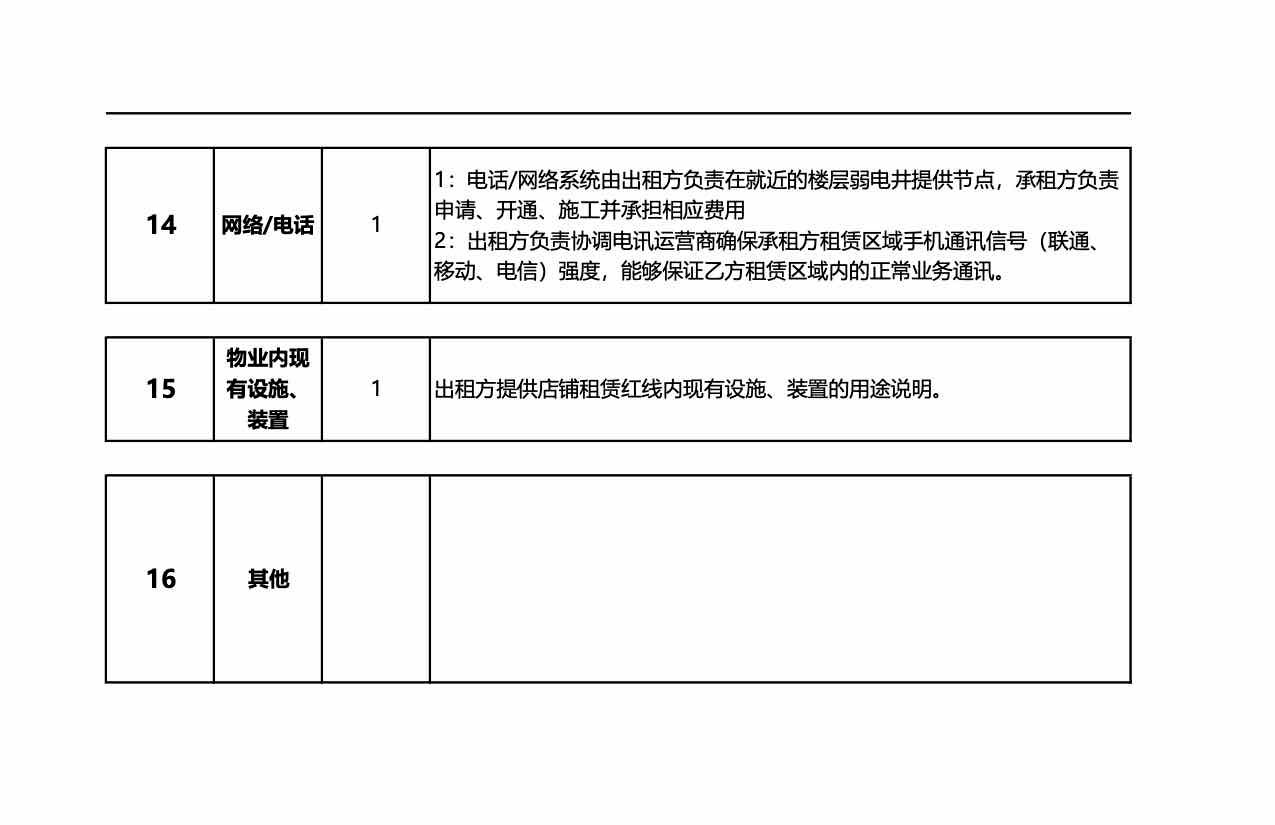 14
网络/电话
1
1：电话/网络系统由出租方负责在就近的楼层弱电井提供节点，承租方负责
申请、开通、施工并承担相应费用
2：出租方负责协调电讯运营商确保承租方租赁区域手机通讯信号（联通、
移动、电信）强度，能够保证乙方租赁区域内的正常业务通讯。
15
物业内现
有设施、
装置
1
出租方提供店铺租赁红线内现有设施、装置的用途说明。
16
其他